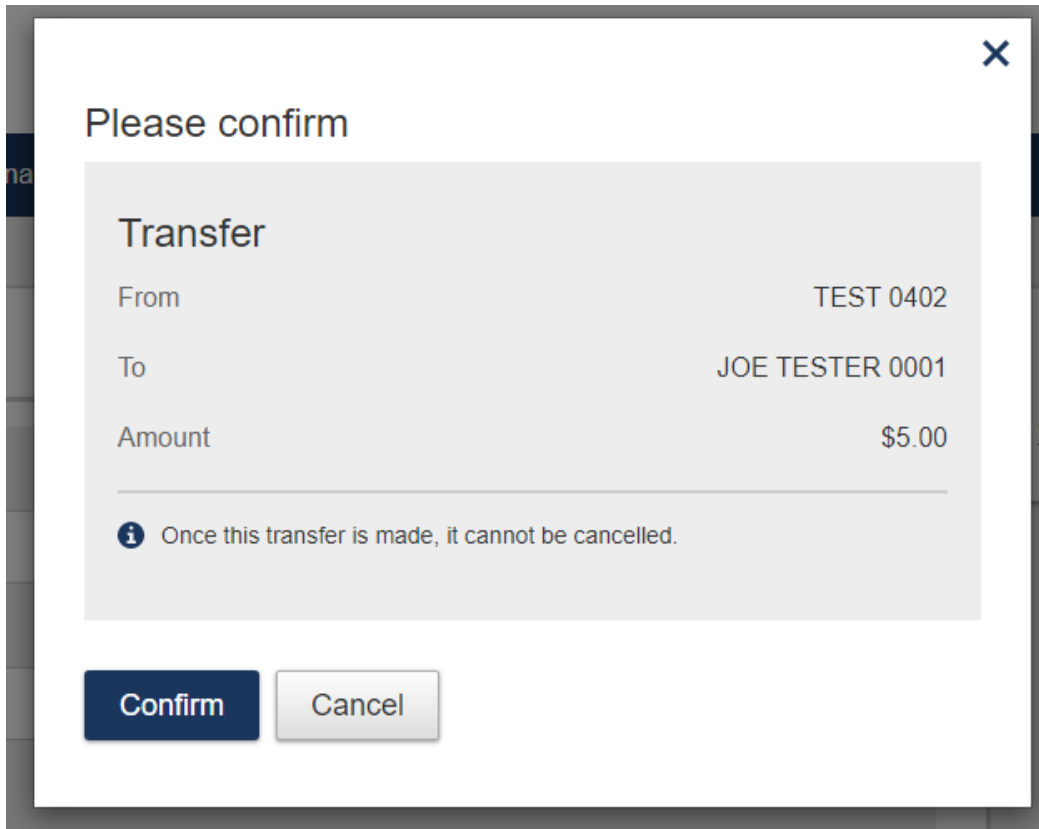 Please confirm
Transfer
From TEST 0402
To JOE TESTER 0001
Amount $5.00
Once this transfer is made, it cannot be cancelled.
Confirm Cancel